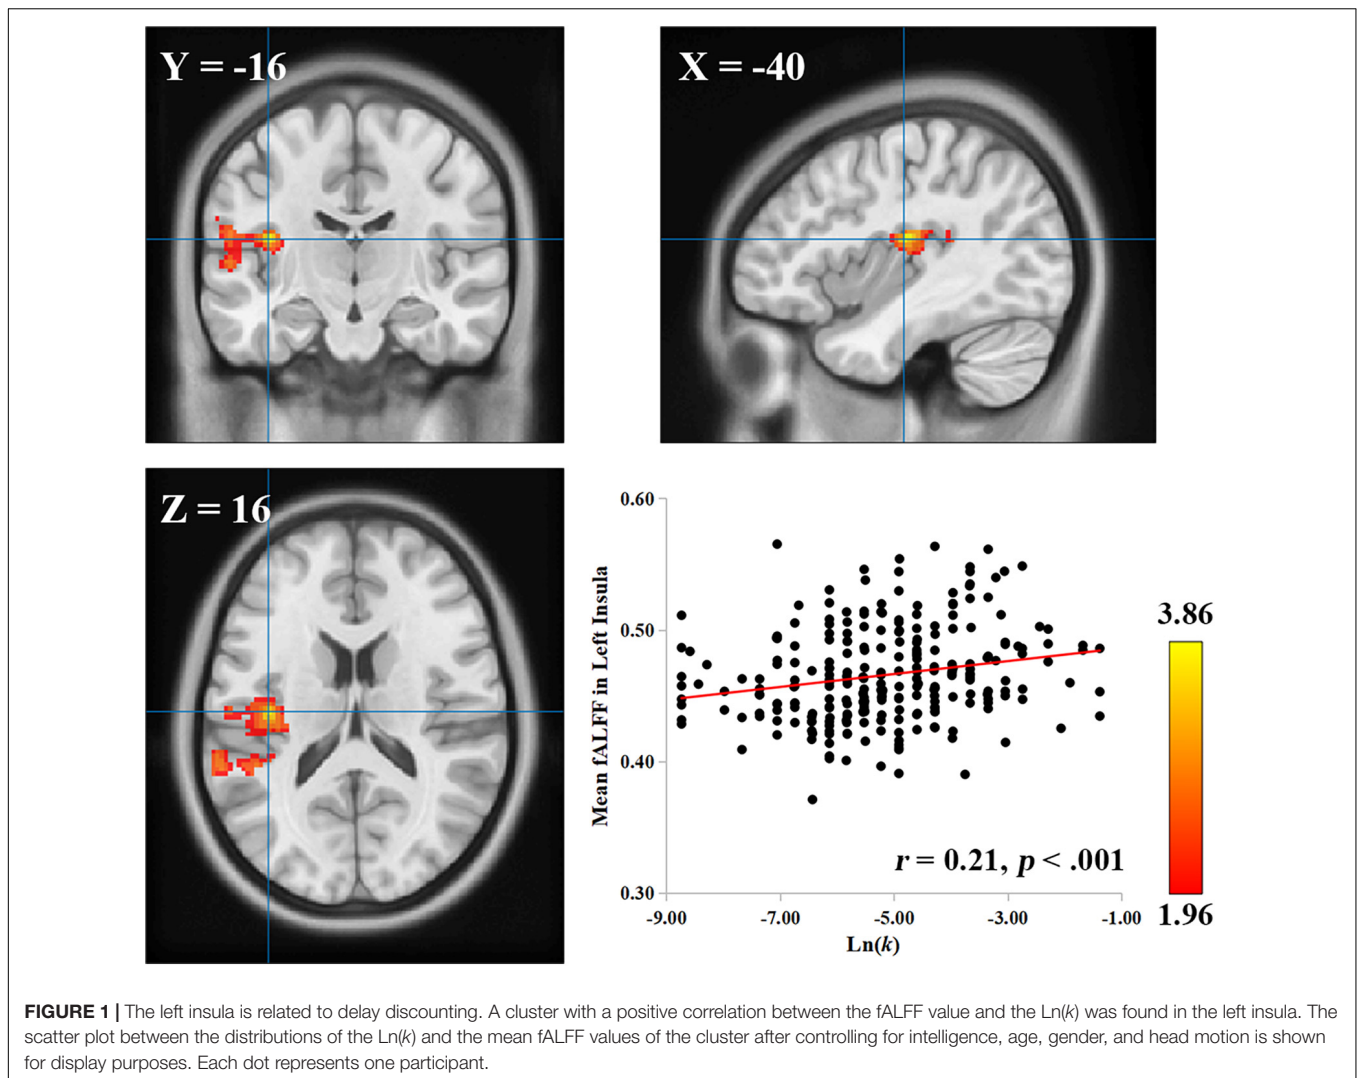 Y = -16
X = -40
Z = 16
0.60
0.50
0.40
0.30
Mean fALFF in Left Insula
-9.00 -7.00 -5.00 -3.00 -1.00
Ln(k)
r = 0.21, p < .001
3.86
1.96
FIGURE 1 | The left insula is related to delay discounting. A cluster with a positive correlation between the fALFF value and the Ln(k) was found in the left insula. The
scatter plot between the distributions of the Ln(k) and the mean fALFF values of the cluster after controlling for intelligence, age, gender, and head motion is shown
for display purposes. Each dot represents one participant.